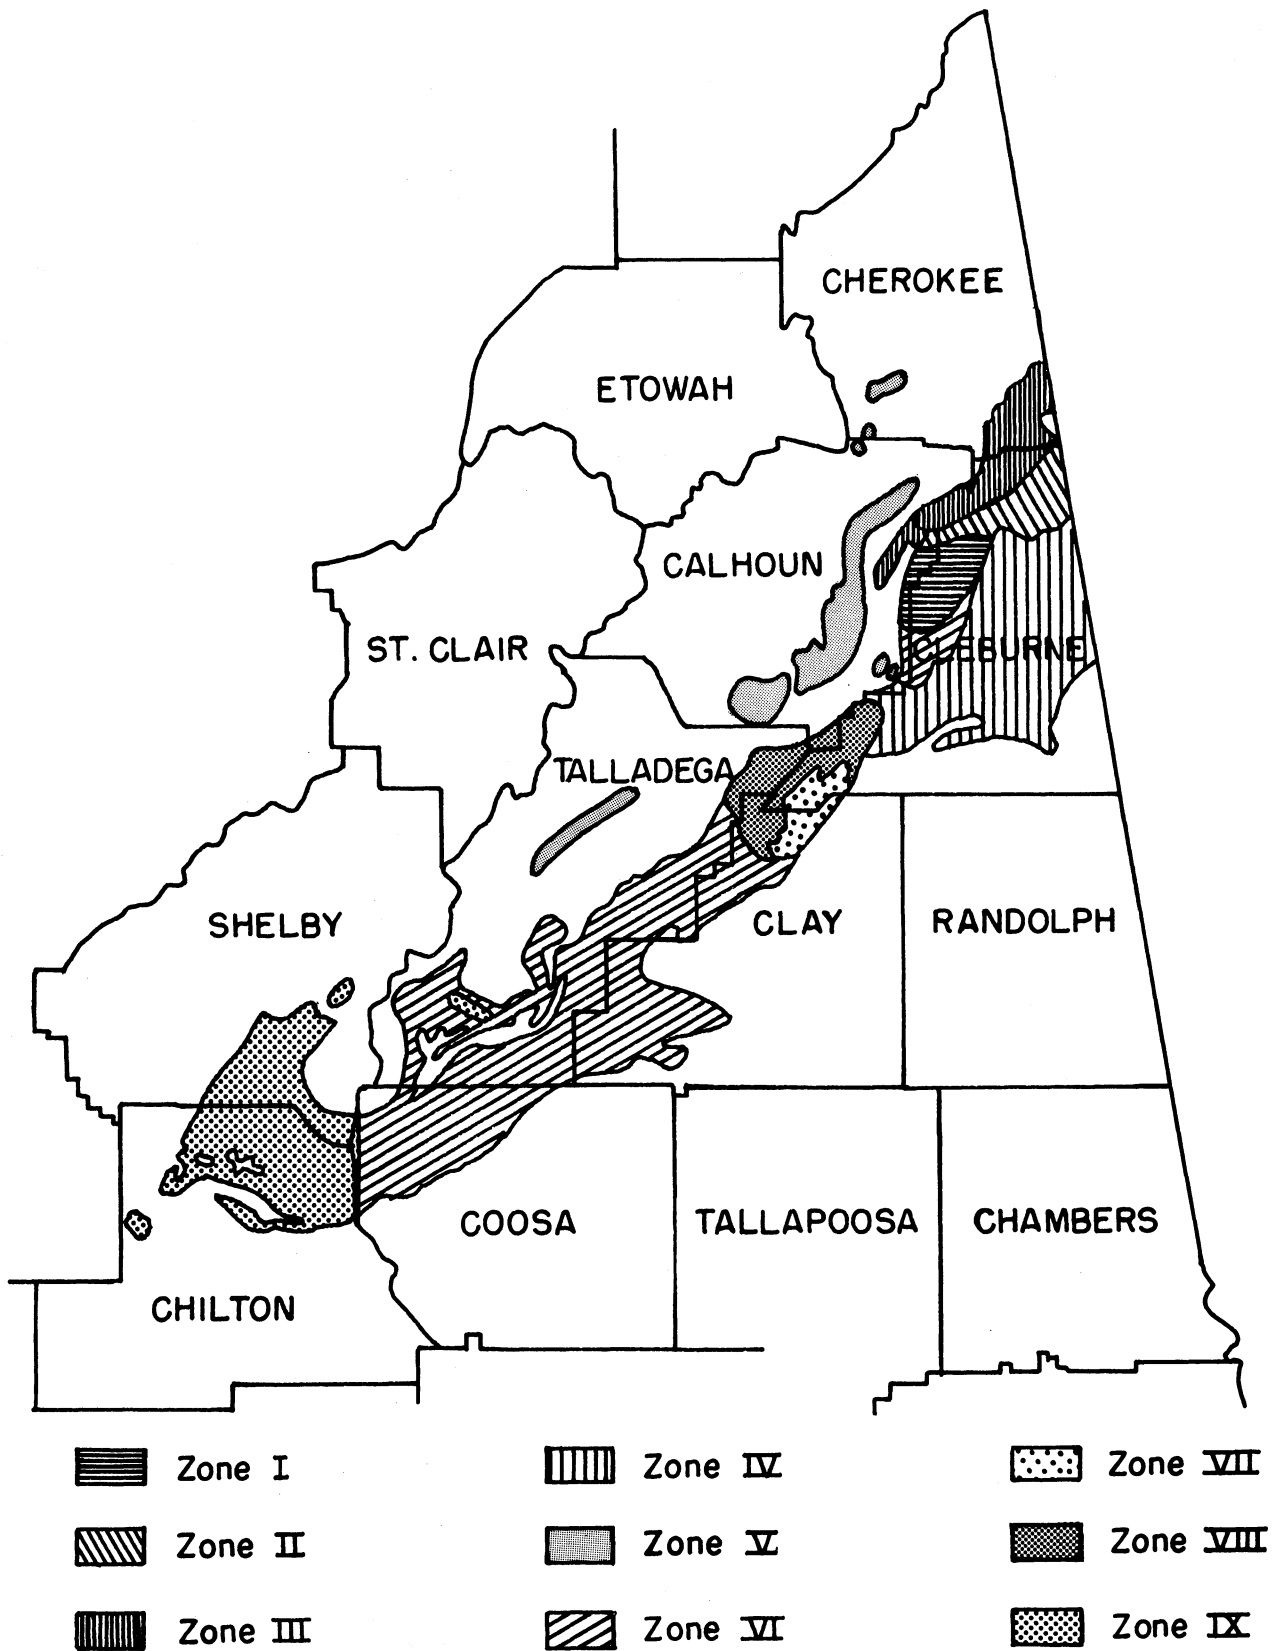 CHEROKEE
ETOWAH
CALHOUN
ST. CLAIR
CLEBURNE
TALLADEGA
SHELBY
CLAY
RANDOLPH
COOSA
TALLAPOOSA
CHAMBERS
CHILTON
Zone I
Zone II
Zone III
Zone IV
Zone V
Zone VI
Zone VII
Zone VIII
Zone IX